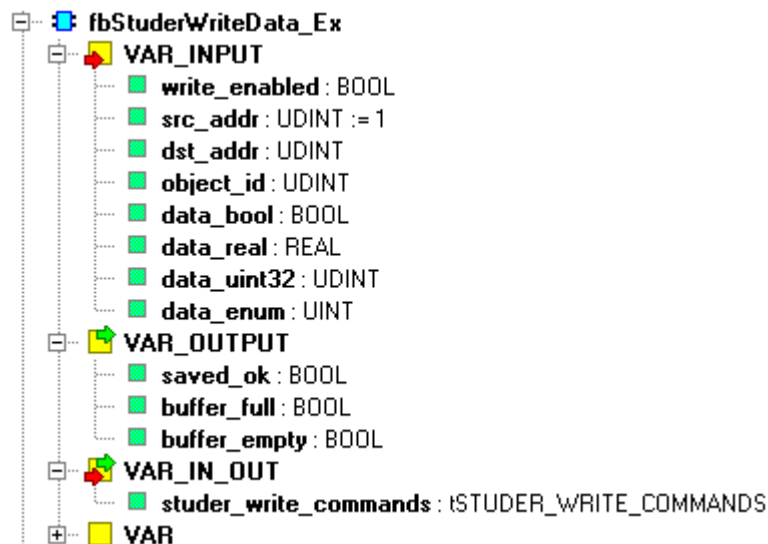 fbStuderWriteData_Ex
VAR_INPUT
write_enabled : BOOL
src_addr : UDINT := 1
dst_addr : UDINT
object_id : UDINT
data_bool : BOOL
data_real : REAL
data_uint32 : UDINT
data_enum : UINT
VAR_OUTPUT
saved_ok : BOOL
buffer_full : BOOL
buffer_empty : BOOL
VAR_IN_OUT
studer_write_commands : tSTUDER_WRITE_COMMANDS
VAR